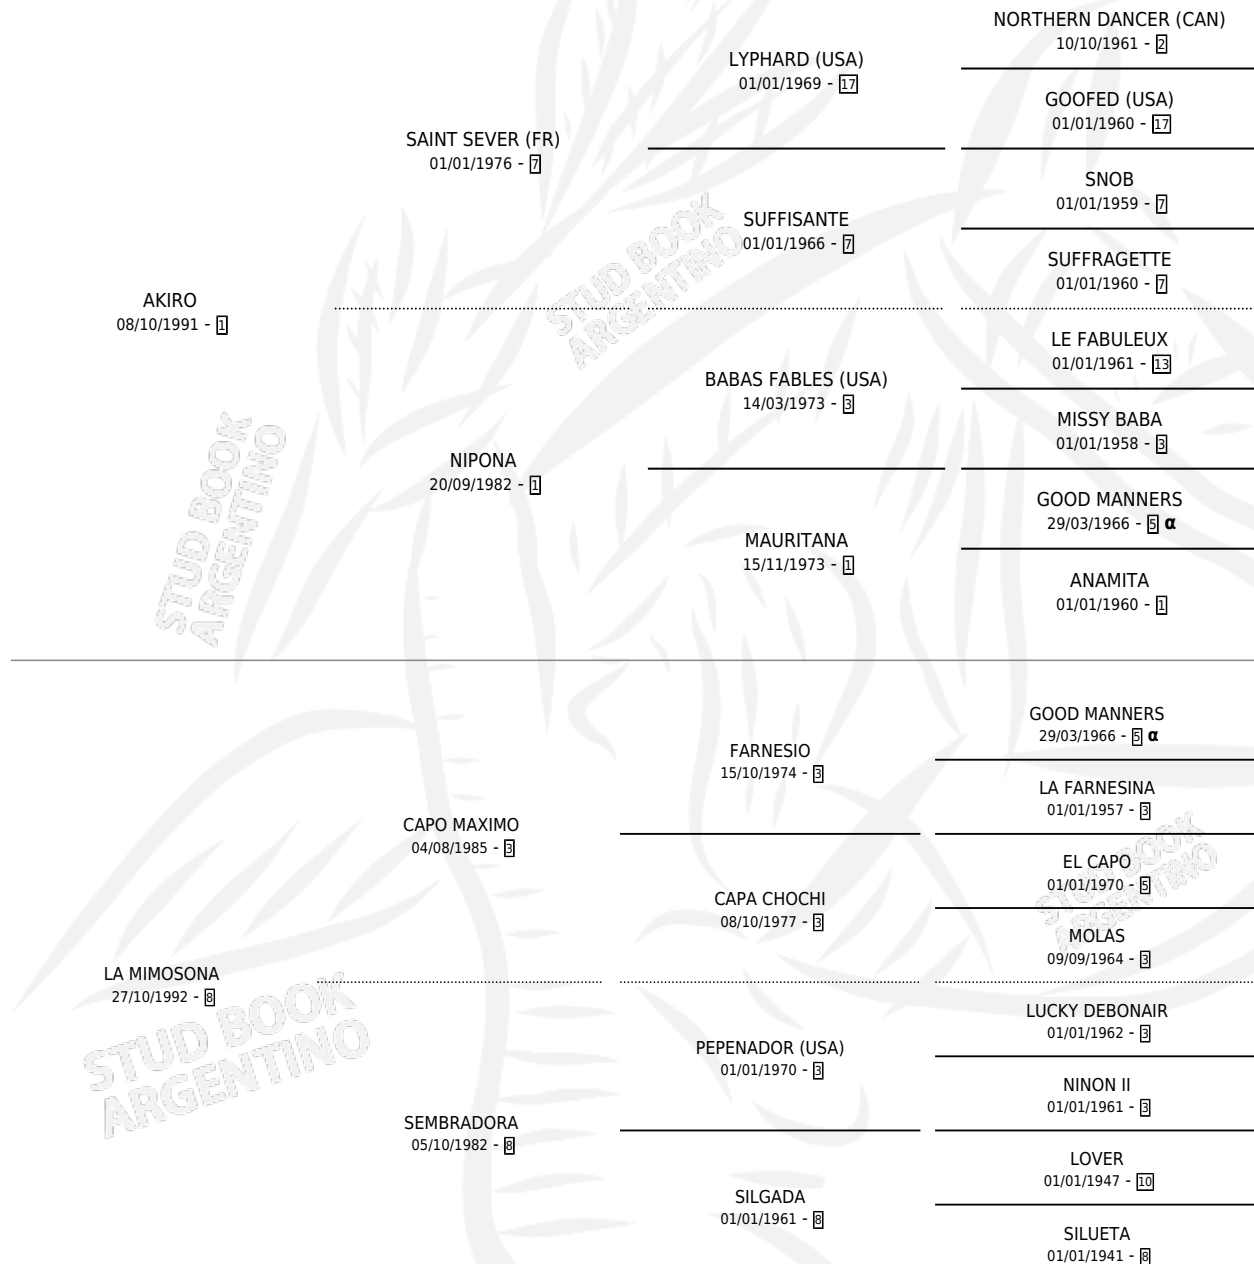 NORTHERN DANCER (CAN)
10/10/1961 - 2
LYPHARD (USA)
01/01/1969 - 17
GOOFED (USA)
01/01/1960 - 17
SAINT SEVER (FR)
01/01/1976 - 7
SNOB
01/01/1959 - 7
SUFFISANTE
01/01/1966 - 7
SUFFRAGETTE
01/01/1960 - 7
STUD BOOK
ARGENTINO
AKIRO
08/10/1991 - 1
LE FABULEUX
01/01/1961 - 13
BABAS FABLES (USA)
14/03/1973 - 3
MISSY BABA
01/01/1958 - 3
NIPONA
20/09/1982 - 1
GOOD MANNERS
29/03/1966 - 5 α
MAURITANA
15/11/1973 - 1
ANAMITA
01/01/1960 - 1
STUD BOOK
ARGENTINO
GOOD MANNERS
29/03/1966 - 5 α
FARNESIO
15/10/1974 - 3
LA FARNESINA
01/01/1957 - 3
CAPO MAXIMO
04/08/1985 - 3
EL CAPO
01/01/1970 - 5
CAPA CHOCHI
08/10/1977 - 3
MOLAS
09/09/1964 - 3
STUD BOOK
ARGENTINO
LA MIMOSONA
27/10/1992 - 8
LUCKY DEBONAIR
01/01/1962 - 3
PEPENADOR (USA)
01/01/1970 - 3
NINON II
01/01/1961 - 3
SEMBRADORA
05/10/1982 - 8
LOVER
01/01/1947 - 10
SILGADA
01/01/1961 - 8
SILUETA
01/01/1941 - 8
STUD BOOK
ARGENTINO